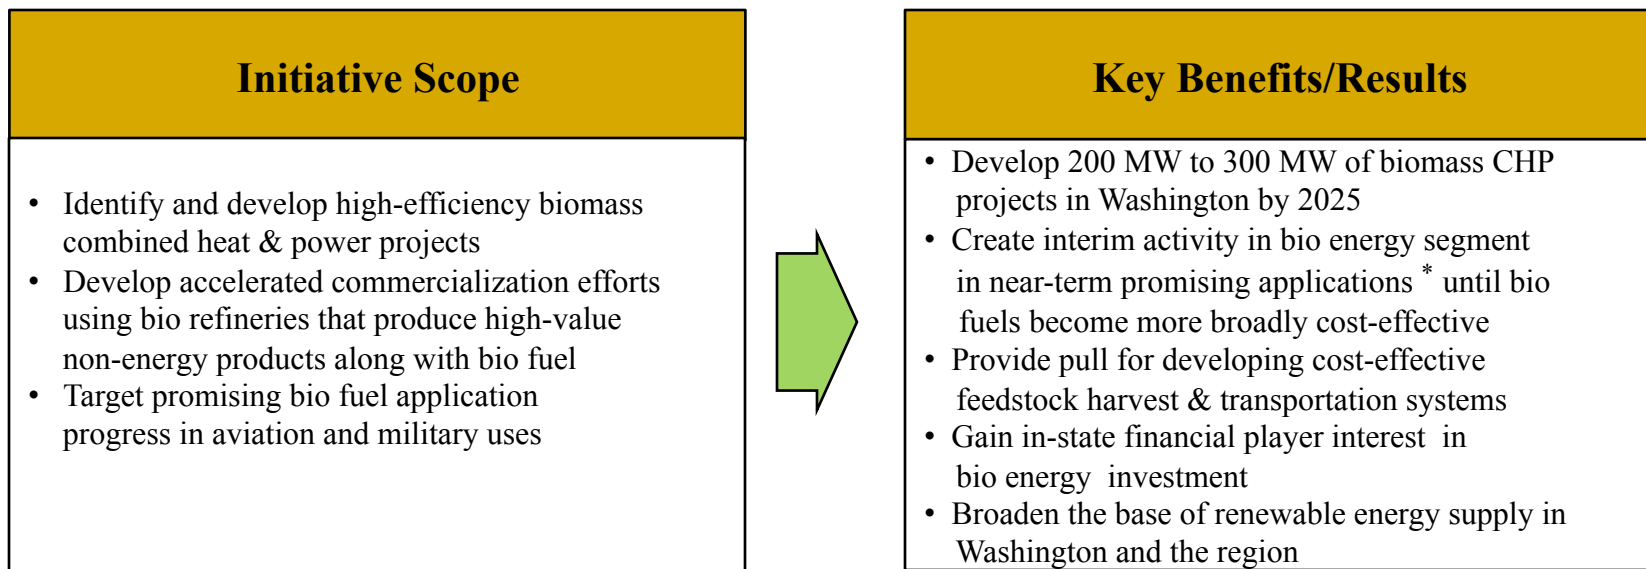 Initiative Scope
• Identify and develop high-efficiency biomass
combined heat & power projects
• Develop accelerated commercialization efforts
using bio refineries that produce high-value
non-energy products along with bio fuel
• Target promising bio fuel application
progress in aviation and military uses
Key Benefits/Results
• Develop 200 MW to 300 MW of biomass CHP
projects in Washington by 2025
• Create interim activity in bio energy segment
in near-term promising applications * until bio
fuels become more broadly cost-effective
• Provide pull for developing cost-effective
feedstock harvest & transportation systems
• Gain in-state financial player interest in
bio energy investment
• Broaden the base of renewable energy supply in
Washington and the region